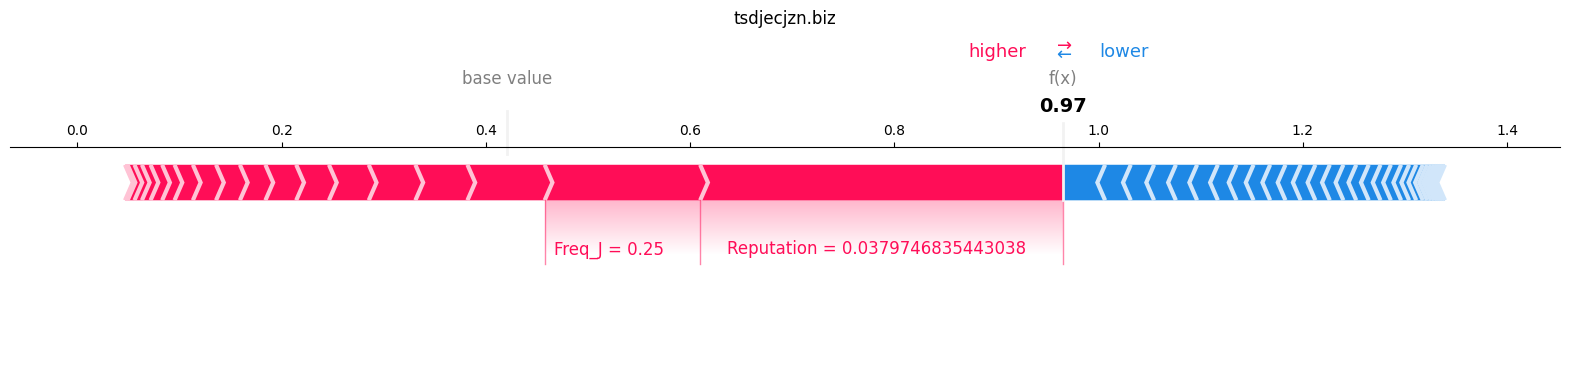 tsdjecjzn.biz
higher → ← lower
base value f(x)
0.97
0.0 0.2 0.4 0.6 0.8 1.0 1.2 1.4
Freq_J = 0.25 Reputation = 0.0379746835443038